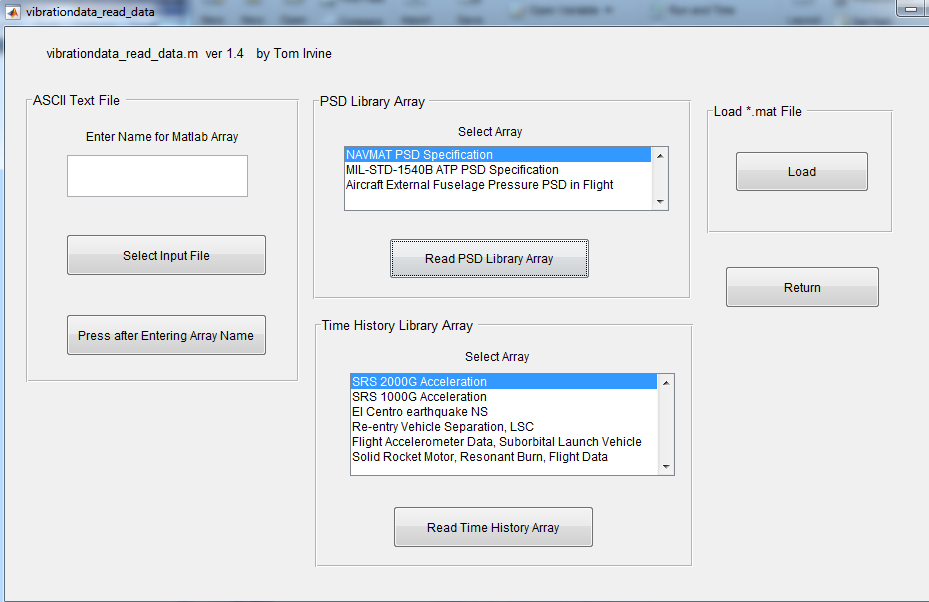 vibrationdata_read_data
vibrationdata_read_data.m ver 1.4 by Tom Irvine
ASCII Text File
Enter Name for Matlab Array
Select Input File
Press after Entering Array Name
PSD Library Array
Select Array
NAVMAT PSD Specification
MIL-STD-1540B ATP PSD Specification
Aircraft External Fuselage Pressure PSD in Flight
Read PSD Library Array
Time History Library Array
Select Array
SRS 2000G Acceleration
SRS 1000G Acceleration
El Centro earthquake NS
Re-entry Vehicle Separation, LSC
Flight Accelerometer Data, Suborbital Launch Vehicle
Solid Rocket Motor, Resonant Burn, Flight Data
Read Time History Array
Load *.mat File
Load
Return